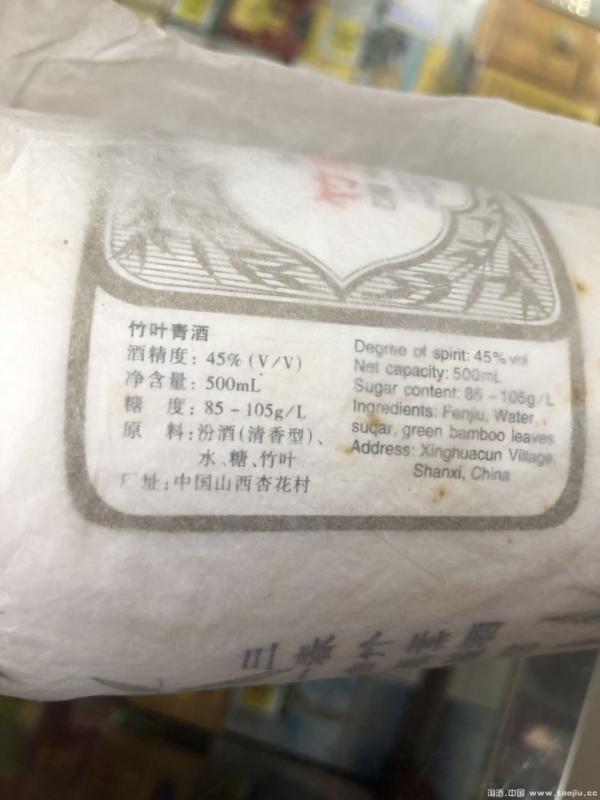 竹叶青酒
酒精度: 45% (V/V)
净含量: 500mL
糖 度: 85 - 105g/L
原 料: 汾酒(清香型)、
水、糖、竹叶
厂址: 中国山西杏花村
Degree of spirit: 45% vol
Net capacity: 500mL
Sugar content: 85 - 105g/L
Ingredients: Fenjiu, Water,
sugar, green bamboo leaves
Address: Xinghuacun Village
Shanxi, China
淘酒.中国 www.taojiu.cc